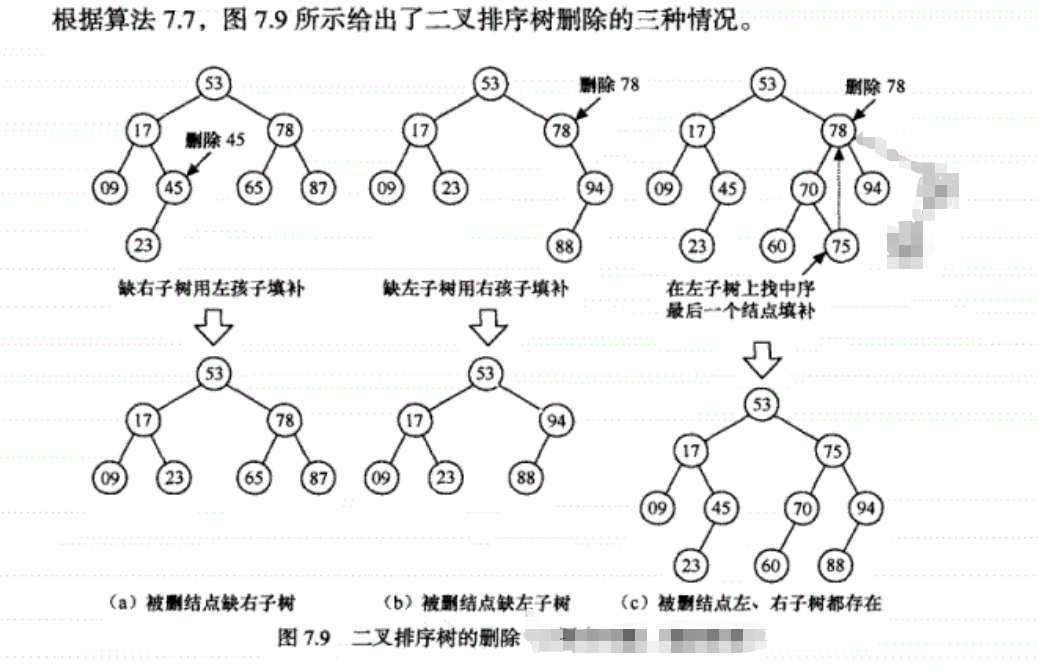 根据算法 7.7，图 7.9 所示给出了二叉排序树删除的三种情况。
53 53 53
删除 45 删除 78 删除 78
17 78 17 78 17 78
09 45 65 87 09 23 94 09 45 70 94
23 88 23 60 75
缺右子树用左孩子填补 缺左子树用右孩子填补 在左子树上找中序
最后一个结点填补
53 53 53
17 78 17 94 17 75
09 23 65 87 09 23 88 09 45 70 94
23 60 88
（a）被删结点缺右子树 （b）被删结点缺左子树 （c）被删结点左、右子树都存在
图 7.9 二叉排序树的删除